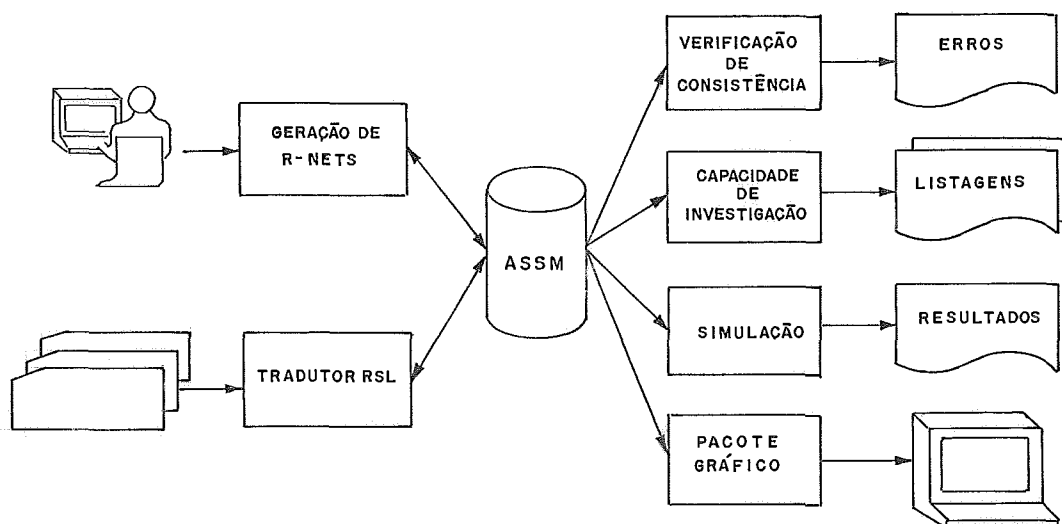 GERAÇÃO DE
R-NETS
TRADUTOR RSL
ASSM
VERIFICAÇÃO
DE
CONSISTÊNCIA
ERROS
CAPACIDADE
DE
INVESTIGAÇÃO
LISTAGENS
SIMULAÇÃO
RESULTADOS
PACOTE
GRÁFICO